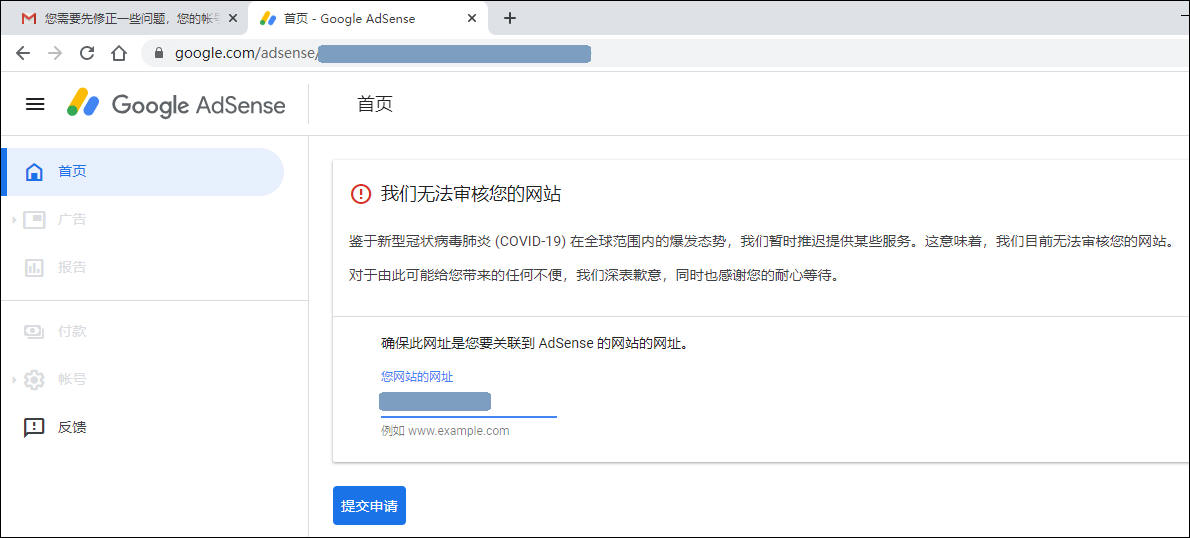 您需要先修正一些问题，您的帐号
首页 - Google AdSense
google.com/adsense/
Google AdSense
首页
首页
广告
报告
付款
帐号
反馈
我们无法审核您的网站
鉴于新型冠状病毒肺炎 (COVID-19) 在全球范围内的爆发态势，我们暂时推迟提供某些服务。这意味着，我们目前无法审核您的网站。
对于由此可能给您带来的任何不便，我们深表歉意，同时也感谢您的耐心等待。
确保此网址是您要关联到 AdSense 的网站的网址。
您网站的网址
例如 www.example.com
提交申请